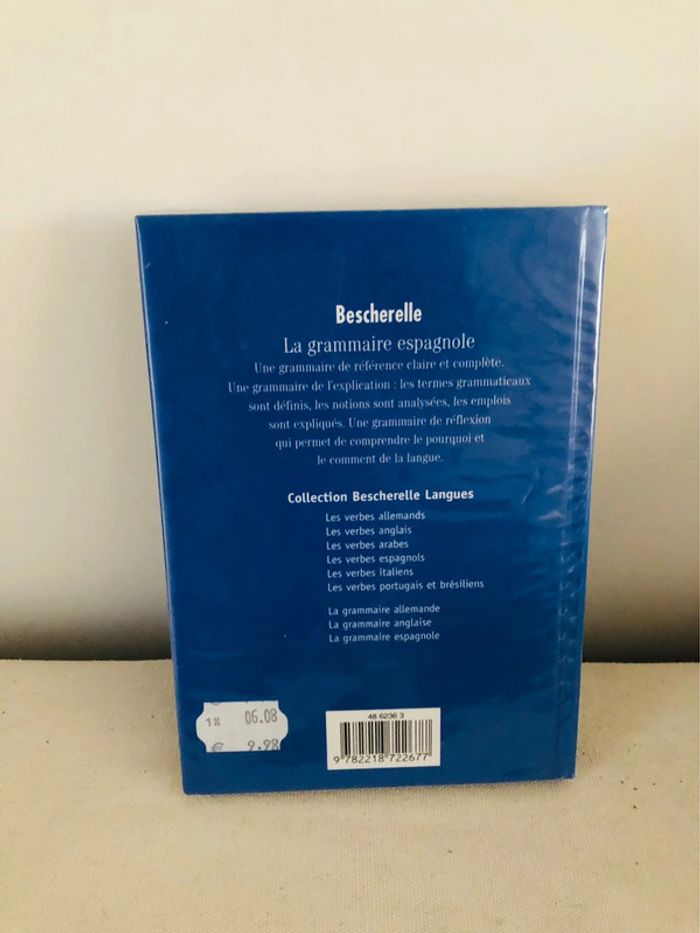 Bescherelle
La grammaire espagnole
Une grammaire de référence claire et complète.
Une grammaire de l'explication : les termes grammaticaux
sont définis, les notions sont analysées, les emplois
sont expliqués. Une grammaire de réflexion
qui permet de comprendre le pourquoi et
le comment de la langue.
Collection Bescherelle Langues
Les verbes allemands
Les verbes anglais
Les verbes arabes
Les verbes espagnols
Les verbes italiens
Les verbes portugais et brésiliens
La grammaire allemande
La grammaire anglaise
La grammaire espagnole
18 06.08
€ 9.98
48 6236 3
9 782218 722677